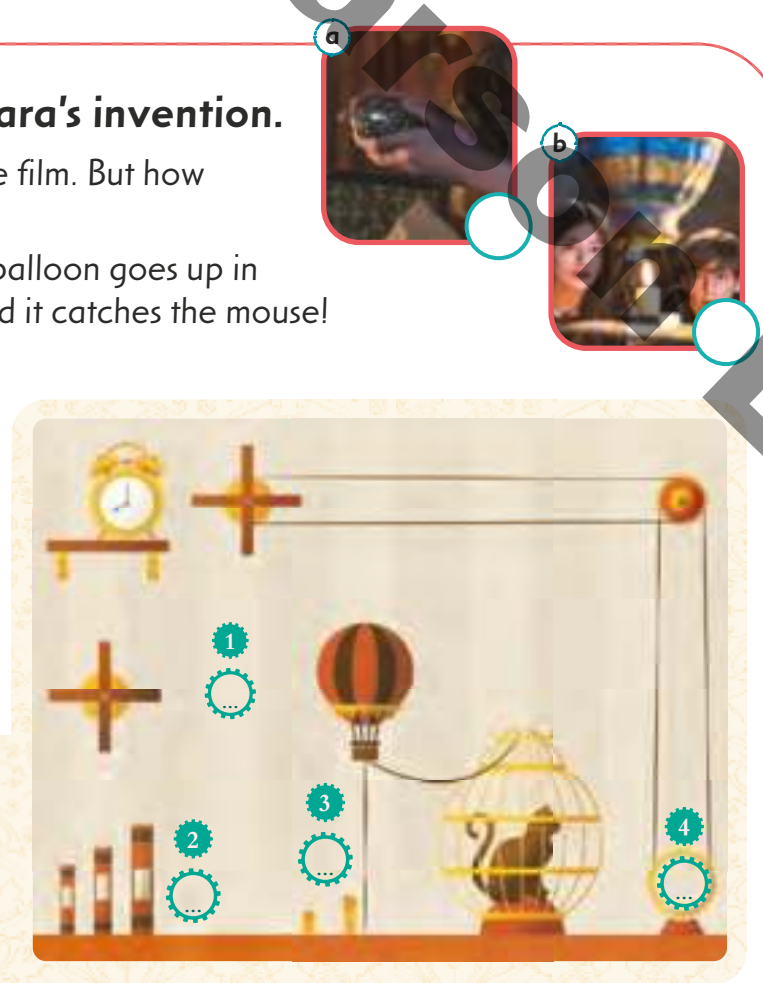 a
ara's invention.
b
e film. But how
balloon goes up in
d it catches the mouse!
1
...
3
2
4
...
...
...